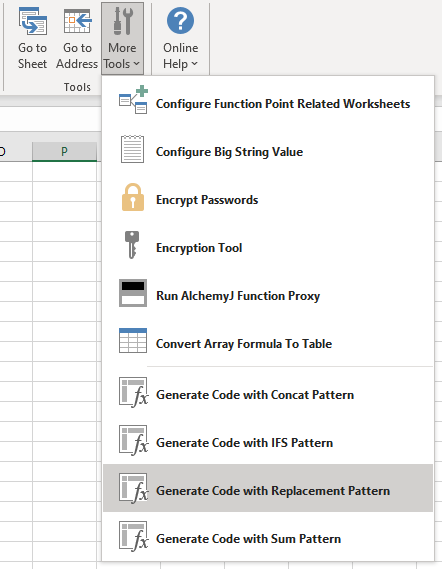 Go to
Sheet
Go to
Address
More
Tools
Online
Help
Tools
P
Configure Function Point Related Worksheets
Configure Big String Value
Encrypt Passwords
Encryption Tool
Run AlchemyJ Function Proxy
Convert Array Formula To Table
Generate Code with Concat Pattern
Generate Code with IFS Pattern
Generate Code with Replacement Pattern
Generate Code with Sum Pattern